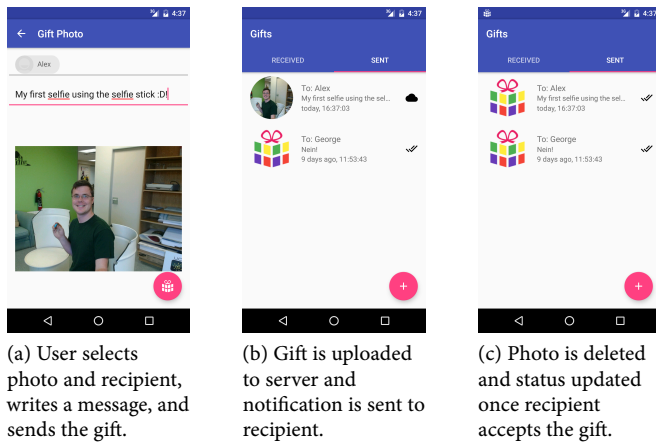 3G 4:37
Gift Photo
Alex
My first selfie using the selfie stick :D!
(a) User selects
photo and recipient,
writes a message, and
sends the gift.
3G 4:37
Gifts
RECEIVED SENT
To: Alex
My first selfie using the sel...
today, 16:37:03
To: George
Nein!
9 days ago, 11:53:43
+
(b) Gift is uploaded
to server and
notification is sent to
recipient.
3G 4:37
Gifts
RECEIVED SENT
To: Alex
My first selfie using the sel...
today, 16:37:03
To: George
Nein!
9 days ago, 11:53:43
+
(c) Photo is deleted
and status updated
once recipient
accepts the gift.